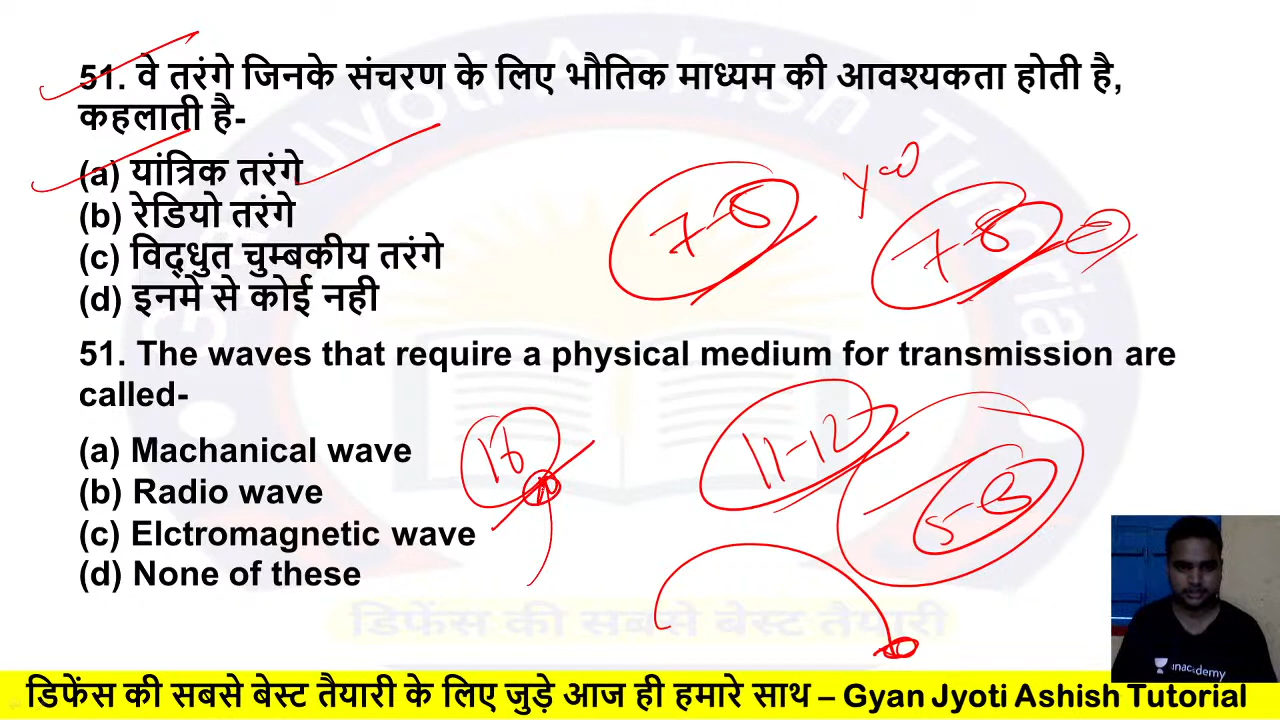 51. वे तरंगे जिनके संचरण के लिए भौतिक माध्यम की आवश्यकता होती है,
कहलाती है-
(a) यांत्रिक तरंगे
(b) रेडियो तरंगे
(c) विद्धुत चुम्बकीय तरंगे
(d) इनमे से कोई नही
7-8
7-8
51. The waves that require a physical medium for transmission are
called-
(a) Machanical wave
(b) Radio wave
(c) Elctromagnetic wave
(d) None of these
16
11-12
डिफेंस की सबसे बेस्ट तैयारी
unacademy
डिफेंस की सबसे बेस्ट तैयारी के लिए जुड़े आज ही हमारे साथ – Gyan Jyoti Ashish Tutorial